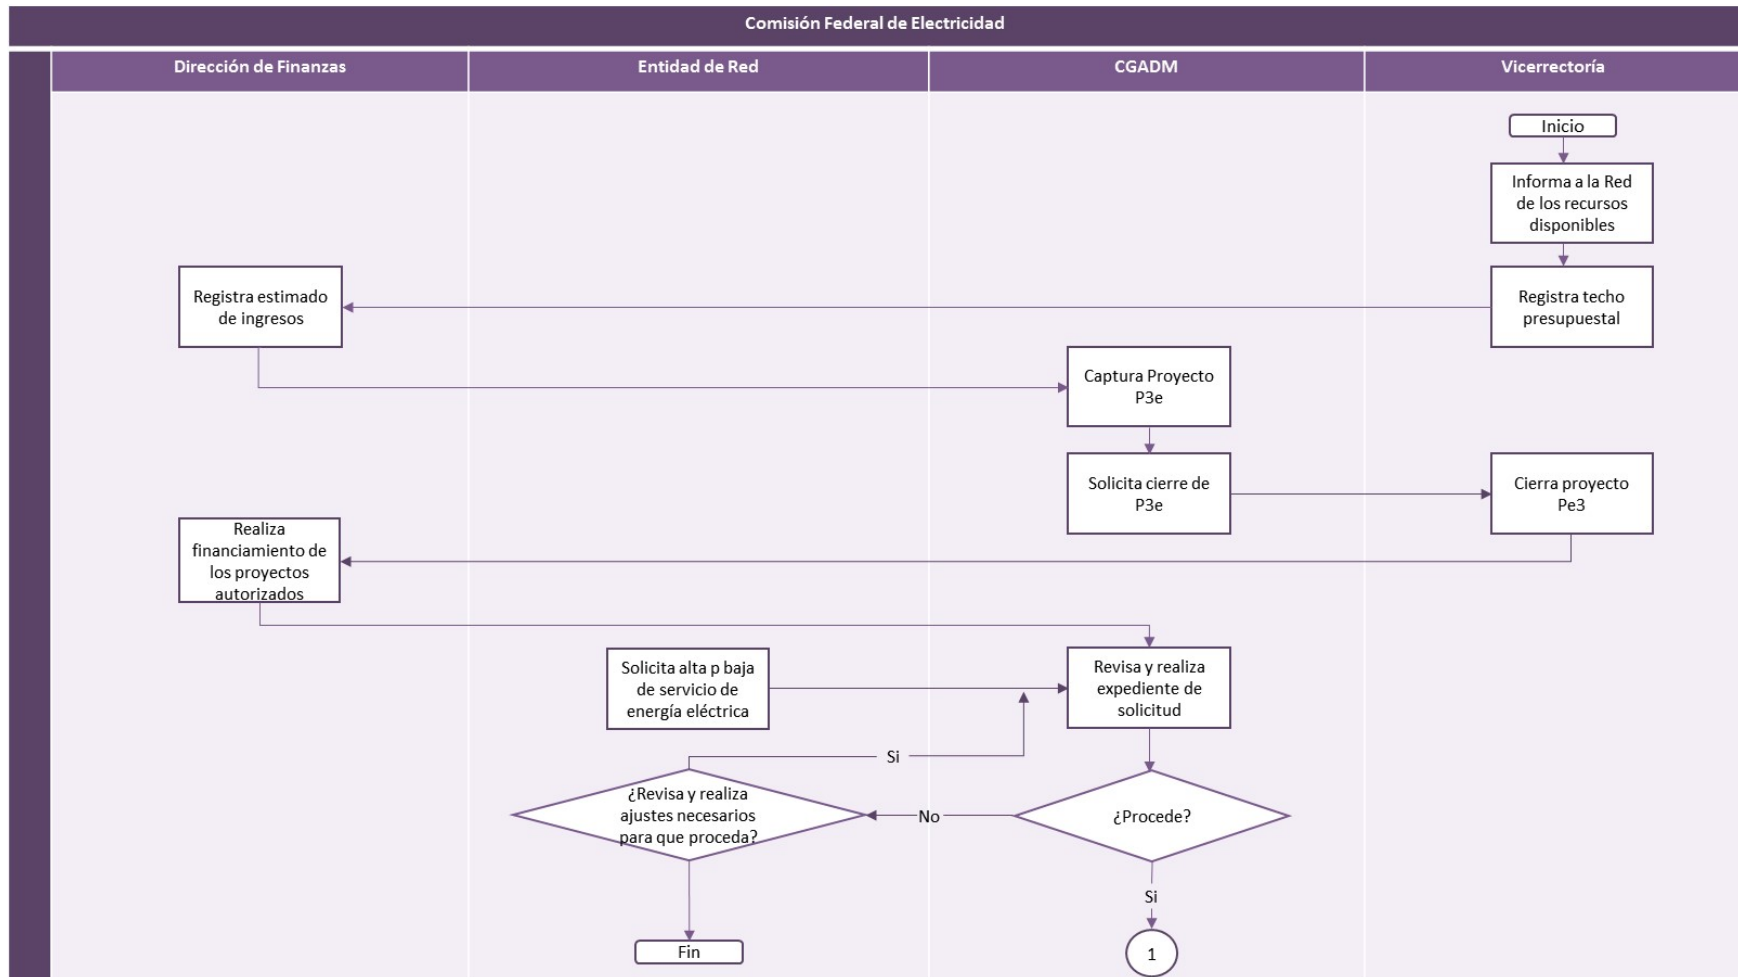 Comisión Federal de Electricidad
Dirección de Finanzas
Entidad de Red
CGADM
Vicerrectoría
Inicio
Informa a la Red
de los recursos
disponibles
Registra estimado
de ingresos
Registra techo
presupuestal
Captura Proyecto
P3e
Solicita cierre de
P3e
Cierra proyecto
Pe3
Realiza
financiamiento de
los proyectos
autorizados
Solicita alta p baja
de servicio de
energía eléctrica
Revisa y realiza
expediente de
solicitud
Si
¿Revisa y realiza
ajustes necesarios
para que proceda?
No
¿Procede?
Si
Fin
1